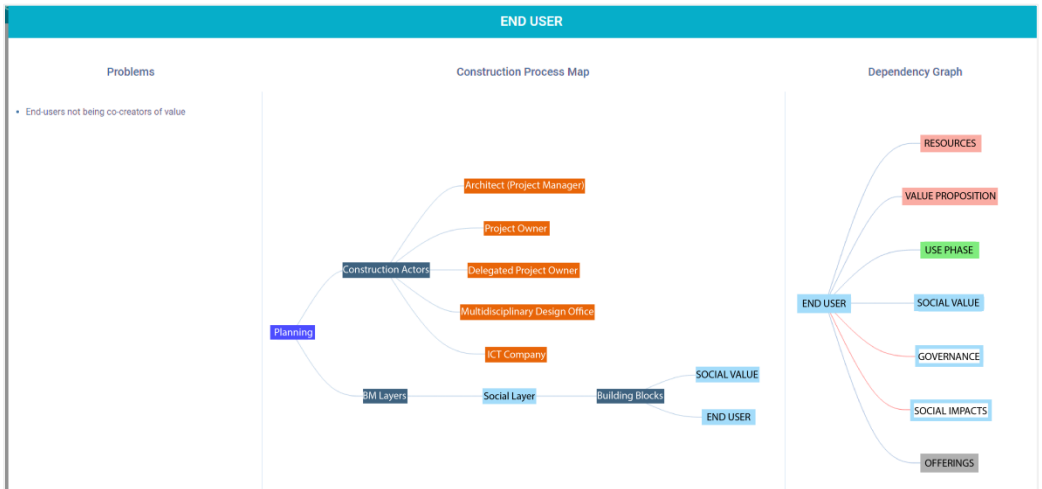 END USER
Problems
Construction Process Map
Dependency Graph
• End-users not being co-creators of value
Planning
Construction Actors
Architect (Project Manager)
Project Owner
Delegated Project Owner
Multidisciplinary Design Office
ICT Company
BM Layers
Social Layer
Building Blocks
SOCIAL VALUE
END USER
END USER
RESOURCES
VALUE PROPOSITION
USE PHASE
SOCIAL VALUE
GOVERNANCE
SOCIAL IMPACTS
OFFERINGS